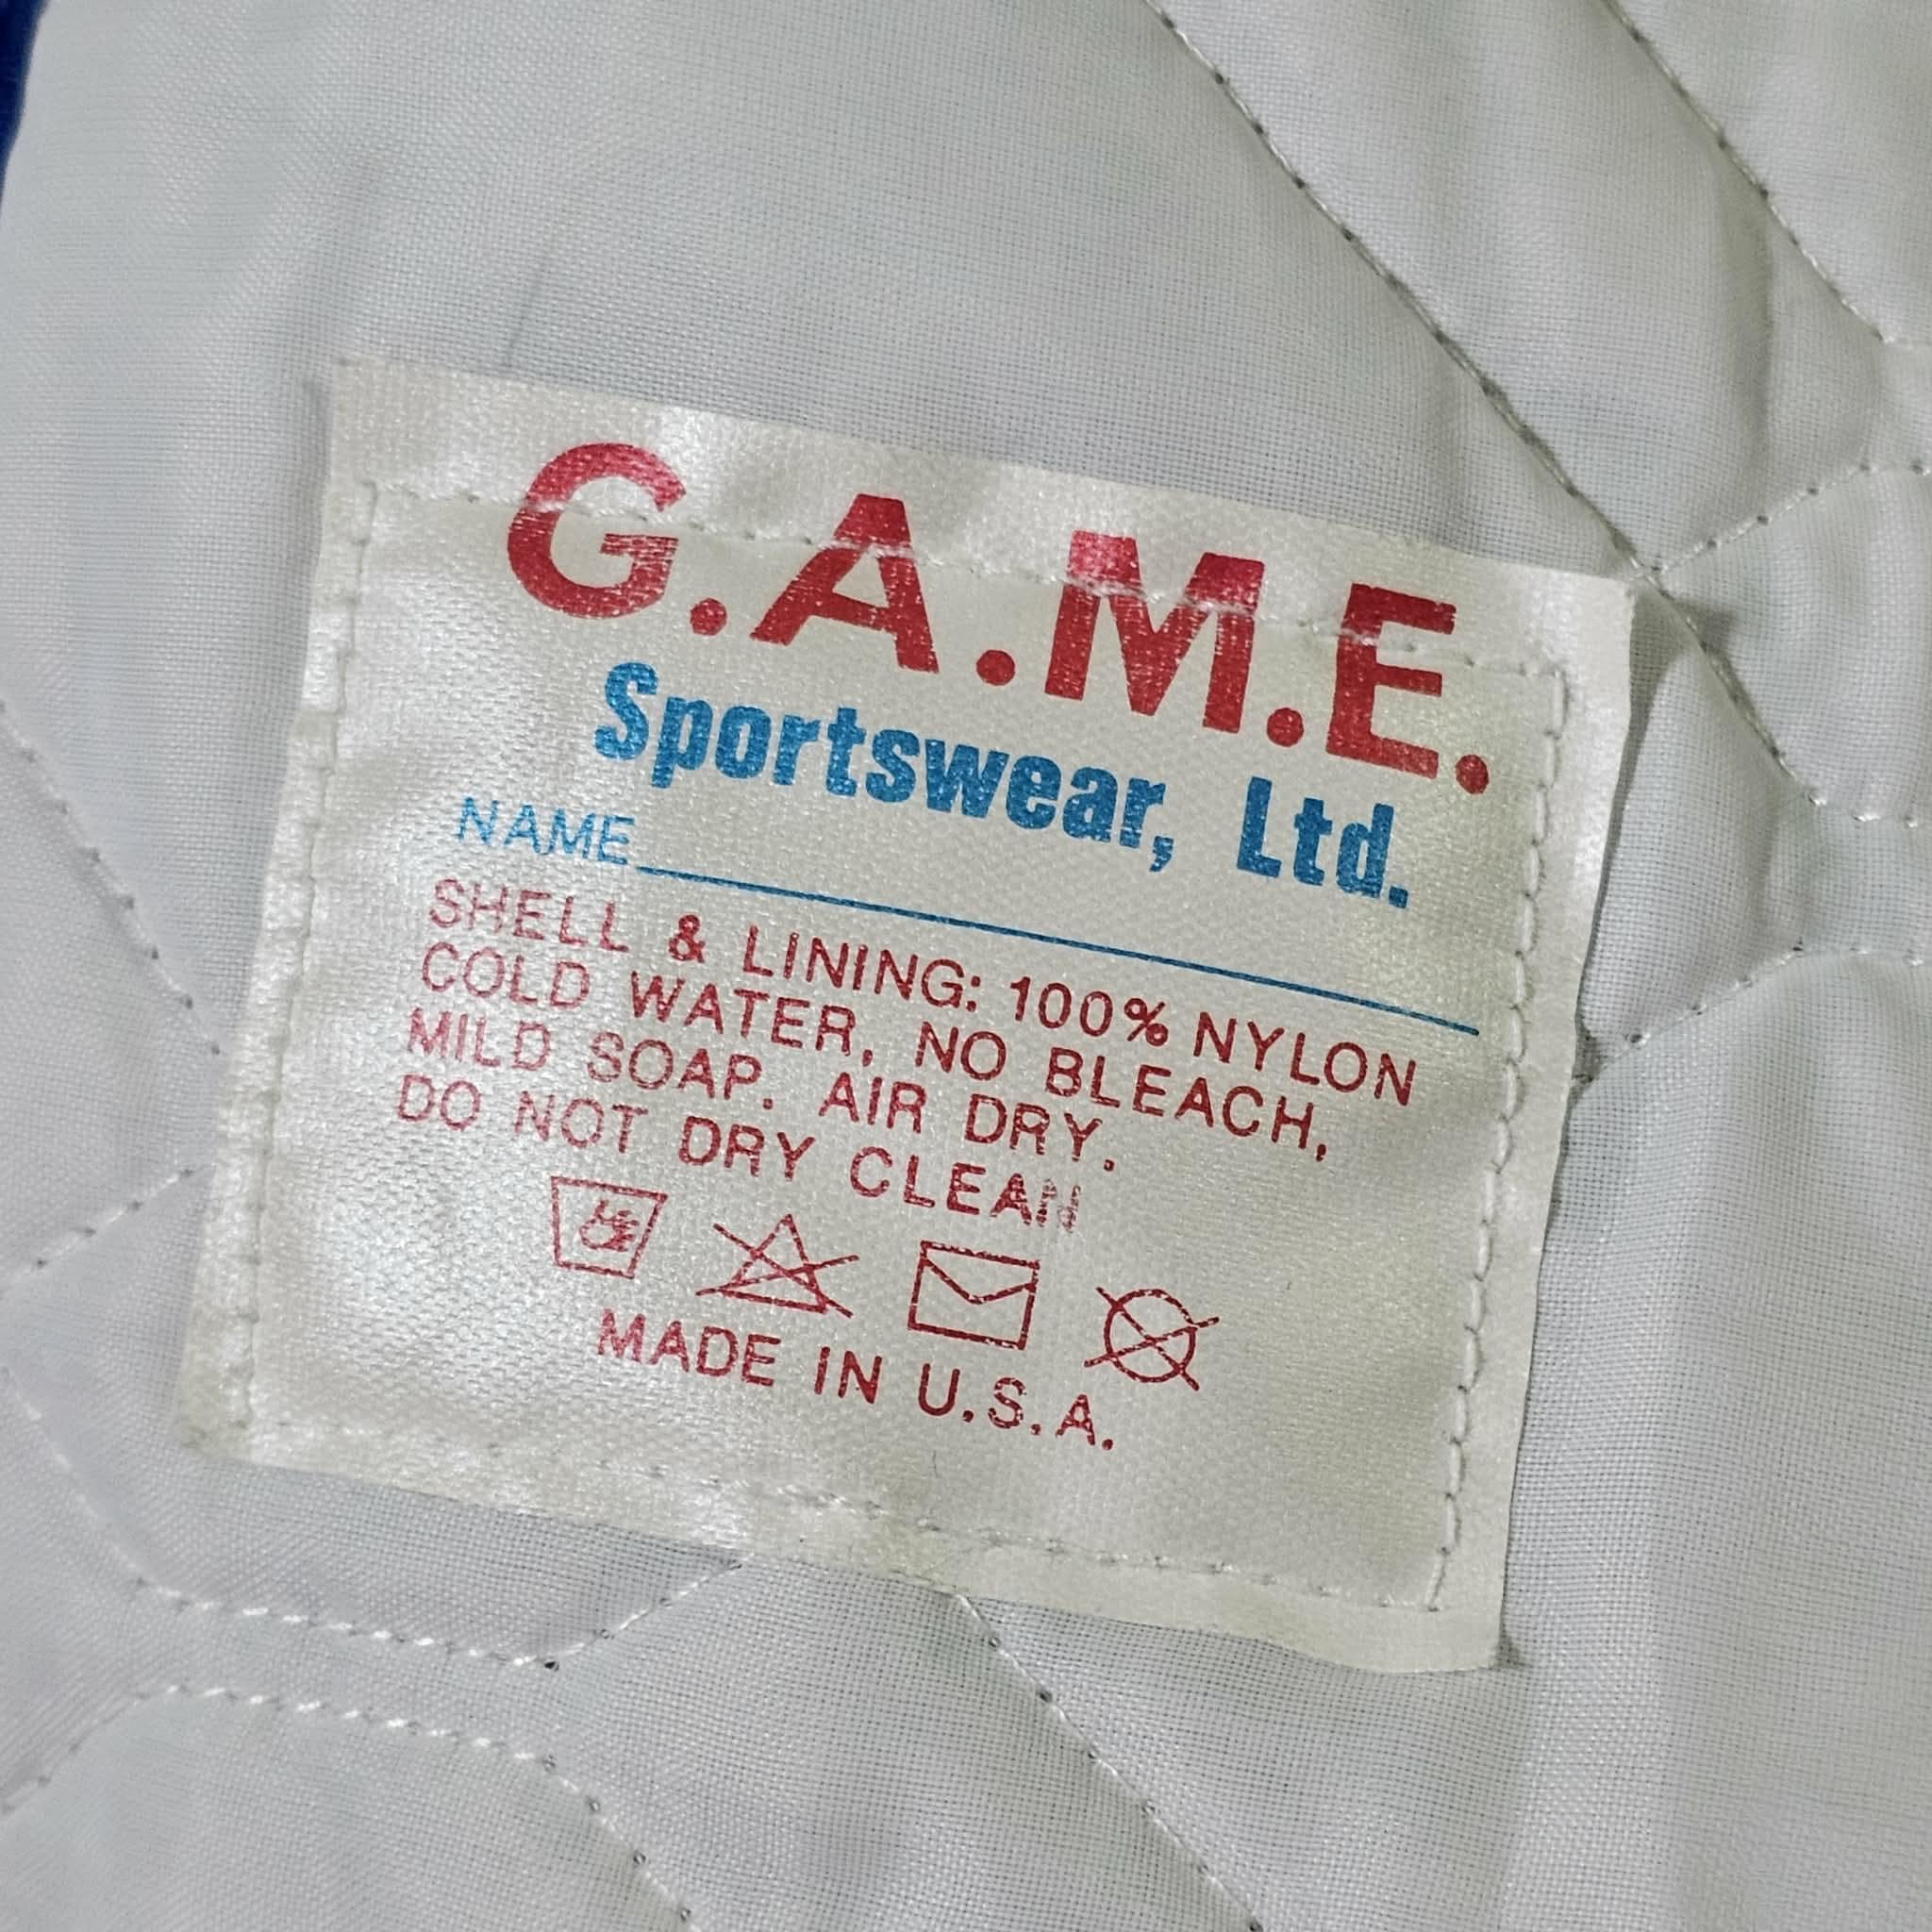 G.A.M.E.
Sportswear, Ltd.
NAME
SHELL & LINING: 100% NYLON
COLD WATER, NO BLEACH,
MILD SOAP. AIR DRY.
DO NOT DRY CLEAN
MADE IN U.S.A.